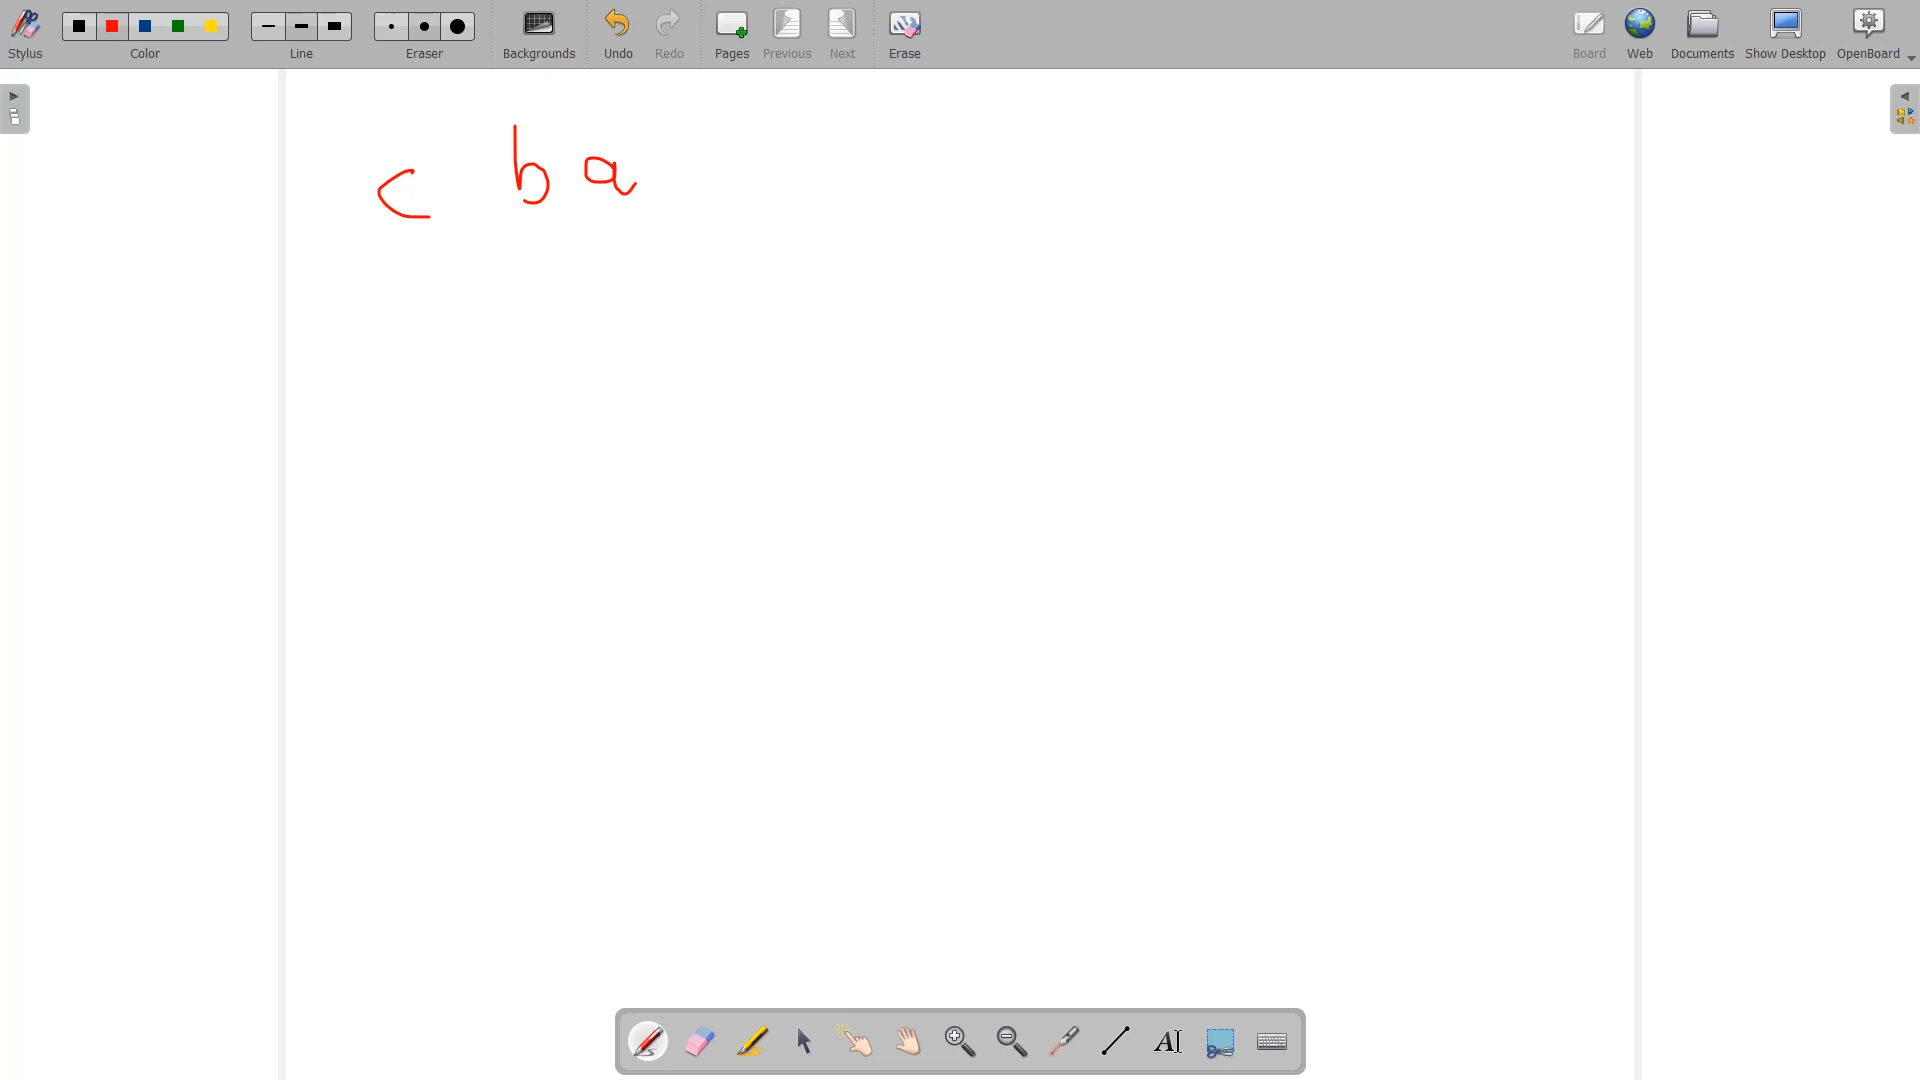 Stylus Color Line Eraser Backgrounds Undo Redo Pages Previous Next Erase Board Web Documents Show Desktop OpenBoard
c b a
A